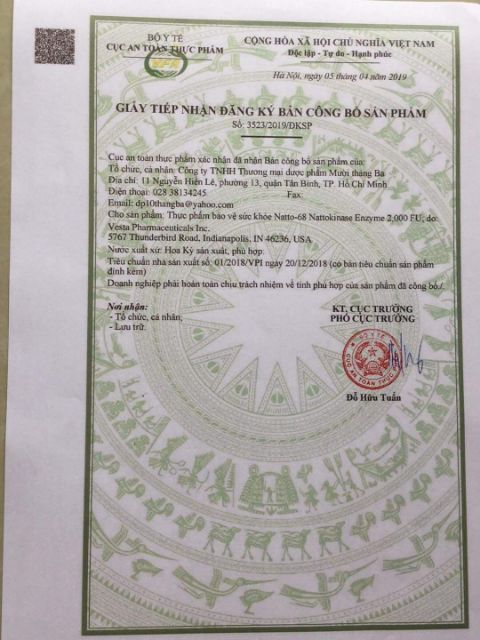 BỘ Y TẾ
CỤC AN TOÀN THỰC PHẨM
VFA
CỘNG HÒA XÃ HỘI CHỦ NGHĨA VIỆT NAM
Độc lập - Tự do - Hạnh phúc
Hà Nội, ngày 05 tháng 04 năm 2019
GIẤY TIẾP NHẬN ĐĂNG KÝ BẢN CÔNG BỐ SẢN PHẨM
Số: 3523/2019/ĐKSP
Cục an toàn thực phẩm xác nhận đã nhận Bản công bố sản phẩm của:
Tổ chức, cá nhân: Công ty TNHH Thương mại dược phẩm Mười tháng Ba
Địa chỉ: 11 Nguyễn Hiến Lê, phường 13, quận Tân Bình, TP. Hồ Chí Minh
Điện thoại: 028 38134245 Fax:
Email: dp10thangba@yahoo.com
Cho sản phẩm: Thực phẩm bảo vệ sức khỏe Natto-68 Nattokinase Enzyme 2,000 FU, do:
Vesta Pharmaceuticals Inc.
5767 Thunderbird Road, Indianapolis, IN 46236, USA
Nước xuất xứ: Hoa Kỳ sản xuất, phù hợp:
Tiêu chuẩn nhà sản xuất số: 01/2018/VPI ngày 20/12/2018 (có bản tiêu chuẩn sản phẩm
đính kèm)
Doanh nghiệp phải hoàn toàn chịu trách nhiệm về tính phù hợp của sản phẩm đã công bố./.
Nơi nhận:
- Tổ chức, cá nhân;
- Lưu trữ.
KT. CỤC TRƯỞNG
PHÓ CỤC TRƯỞNG
BỘ Y TẾ
CỤC AN TOÀN THỰC PHẨM
Đỗ Hữu Tuấn